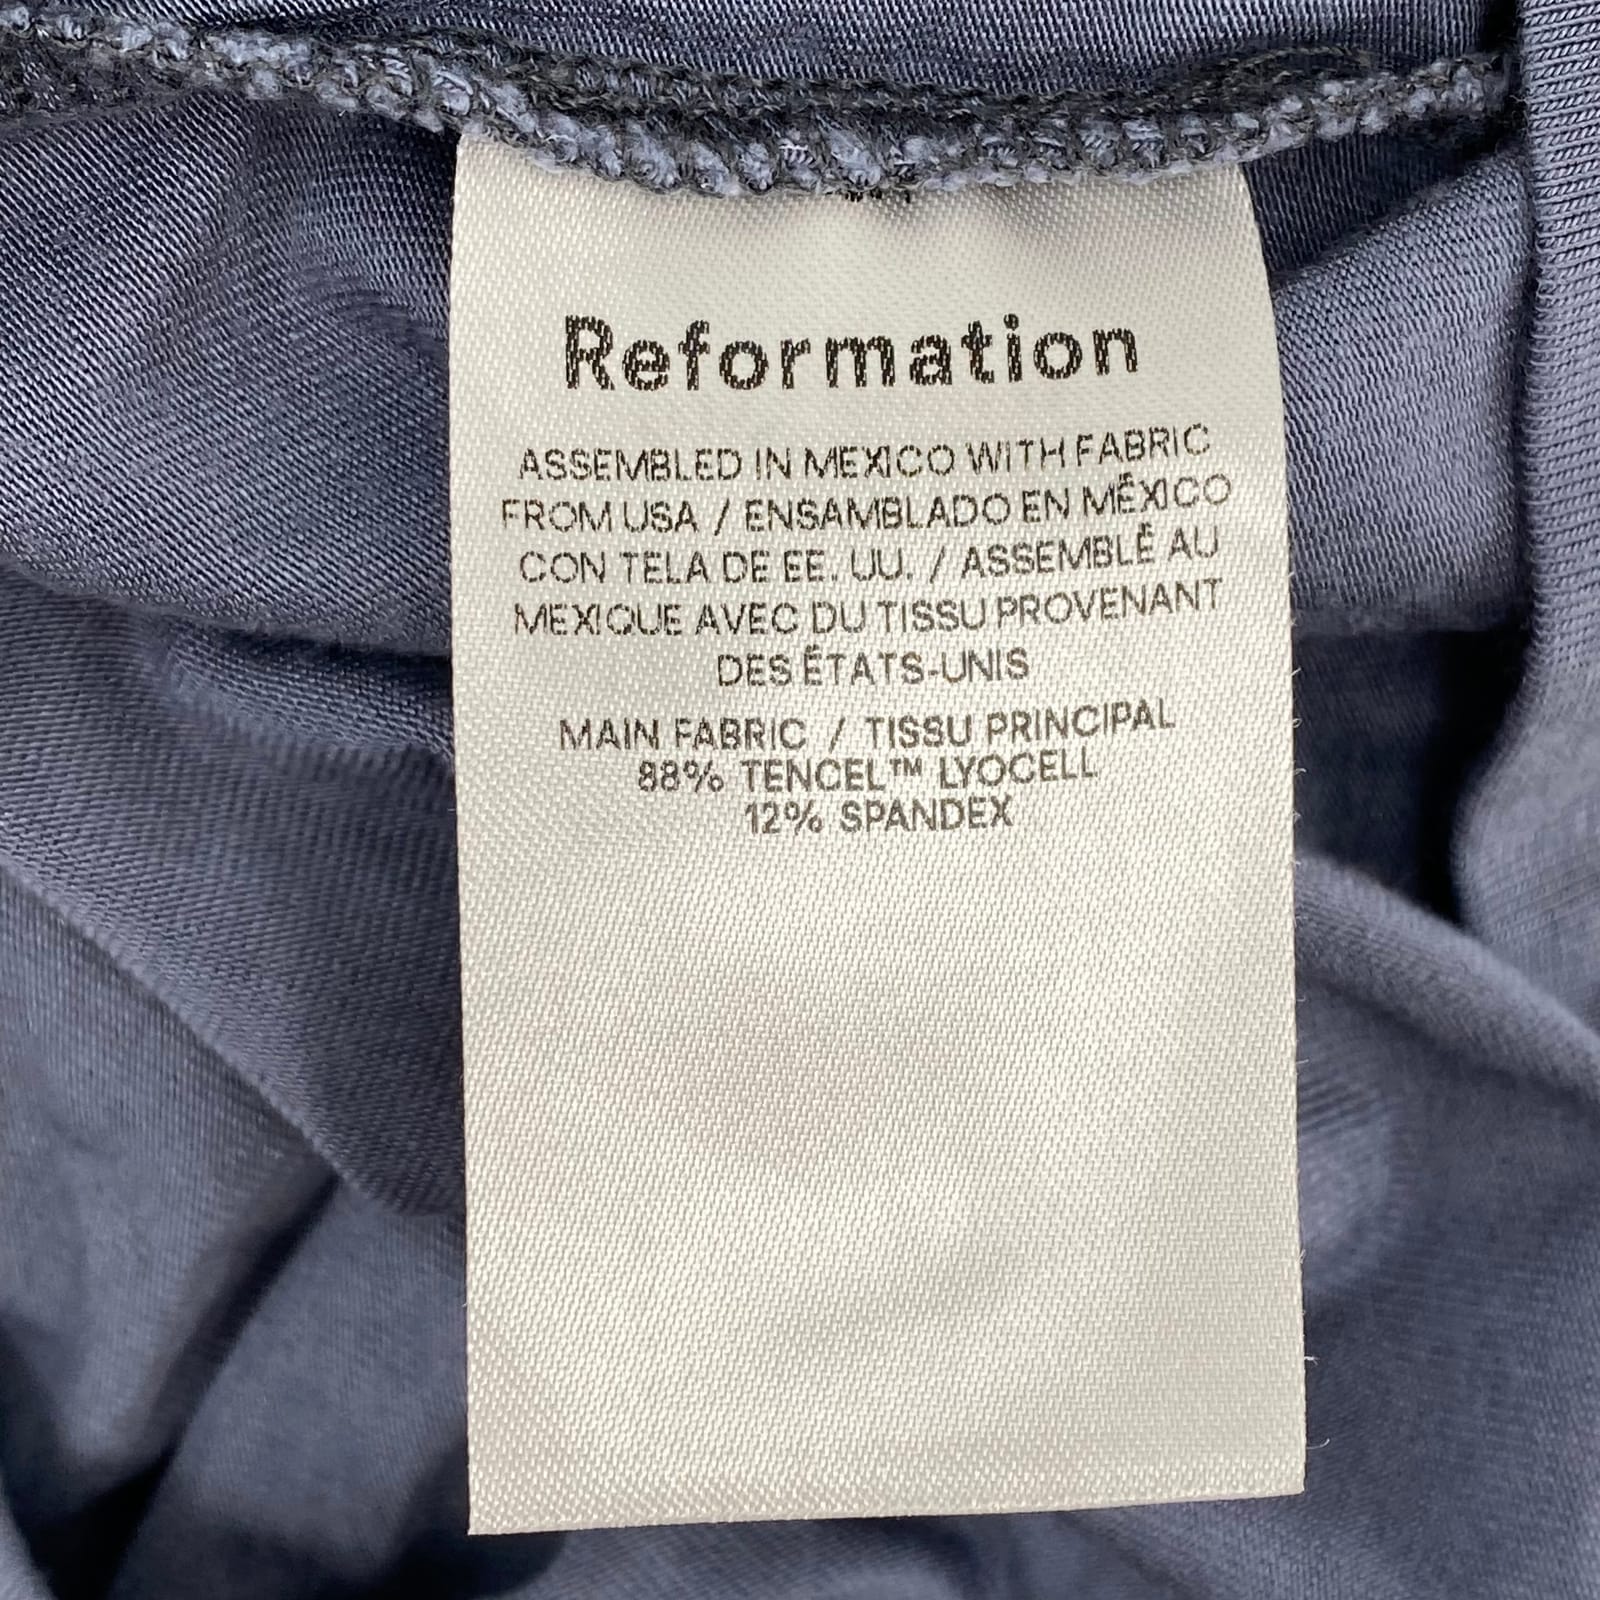 Reformation
ASSEMBLED IN MEXICO WITH FABRIC
FROM USA / ENSAMBLADO EN MÉXICO
CON TELA DE EE. UU. / ASSEMBLÉ AU
MEXIQUE AVEC DU TISSU PROVENANT
DES ÉTATS-UNIS
MAIN FABRIC / TISSU PRINCIPAL
88% TENCEL™ LYOCELL
12% SPANDEX